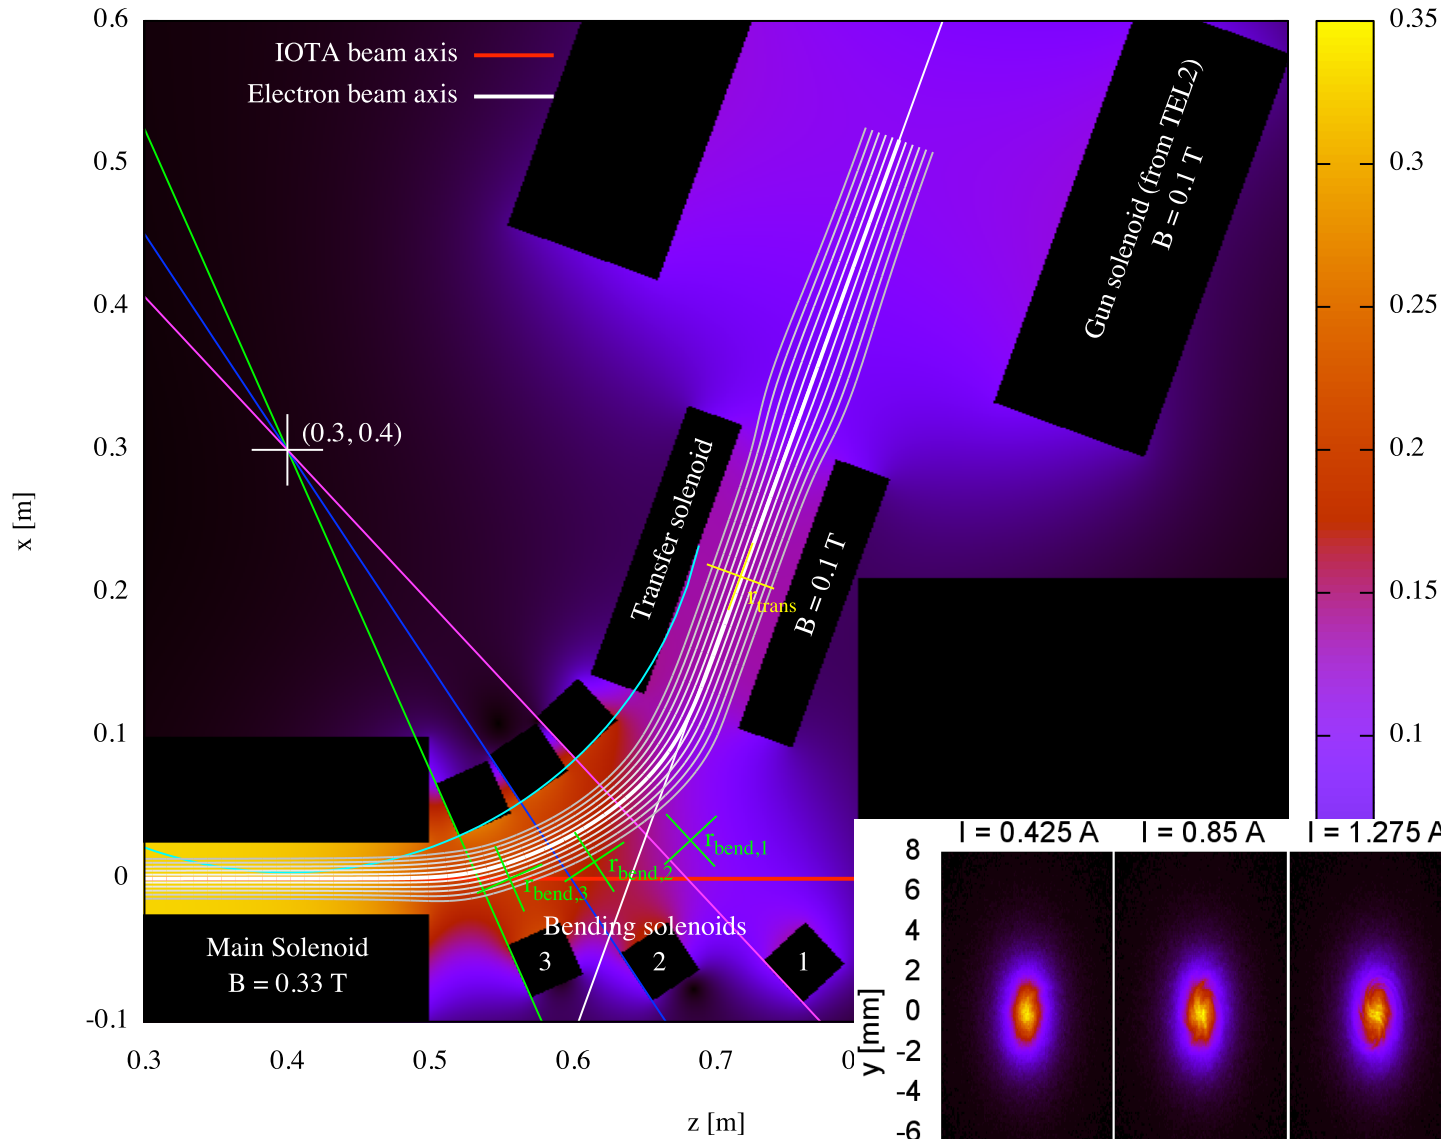 0.6
0.5
0.4
0.3
0.2
0.1
0
-0.1
x [m]
0.3
0.4
0.5
0.6
0.7
0
z [m]
IOTA beam axis
Electron beam axis
(0.3, 0.4)
Gun solenoid (from TEL2)
B = 0.1 T
Transfer solenoid
B = 0.1 T
r_trans
r_bend,1
r_bend,2
r_bend,3
Bending solenoids
3
2
1
Main Solenoid
B = 0.33 T
0.35
0.3
0.25
0.2
0.15
0.1
I = 0.425 A
I = 0.85 A
I = 1.275 A
8
6
4
2
0
-2
-4
-6
y [mm]